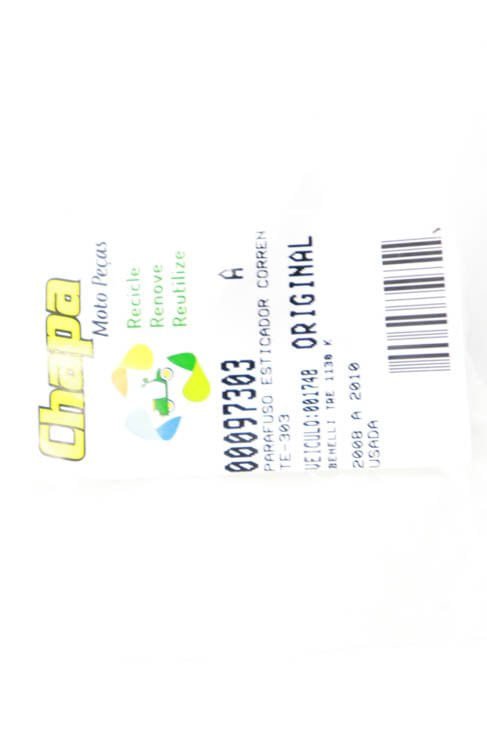 Chapa
Moto Peças
Recicle
Renove
Reutilize
00097303 A
PARAFUSO ESTICADOR CORREN
TE-303
VEICULO:001748 ORIGINAL
BENELLI TRE 1130 K
2008 A 2010
USADA